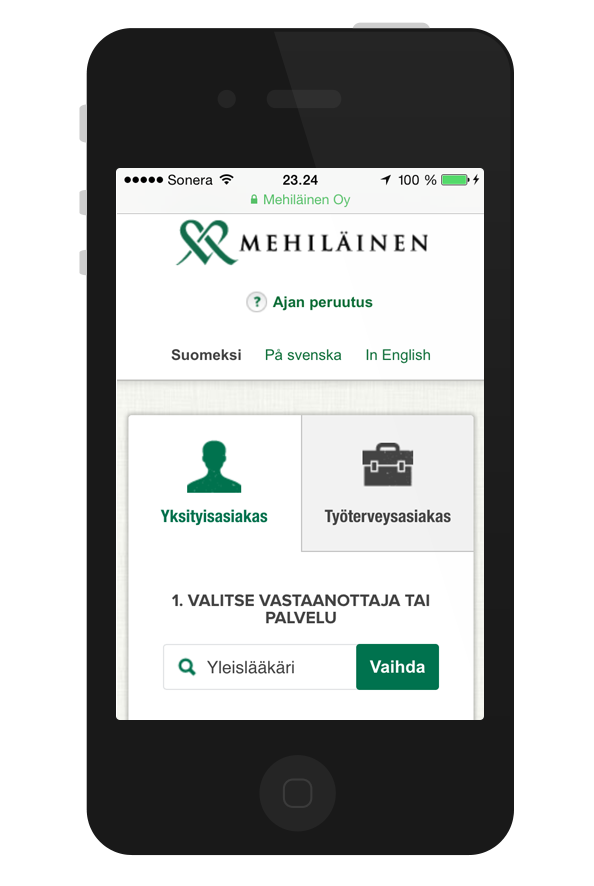 Sonera 23.24 100 %
Mehiläinen Oy
MEHILÄINEN
? Ajan peruutus
Suomeksi På svenska In English
Yksityisasiakas Työterveysasiakas
1. VALITSE VASTAANOTTAJA TAI
PALVELU
Yleislääkäri Vaihda